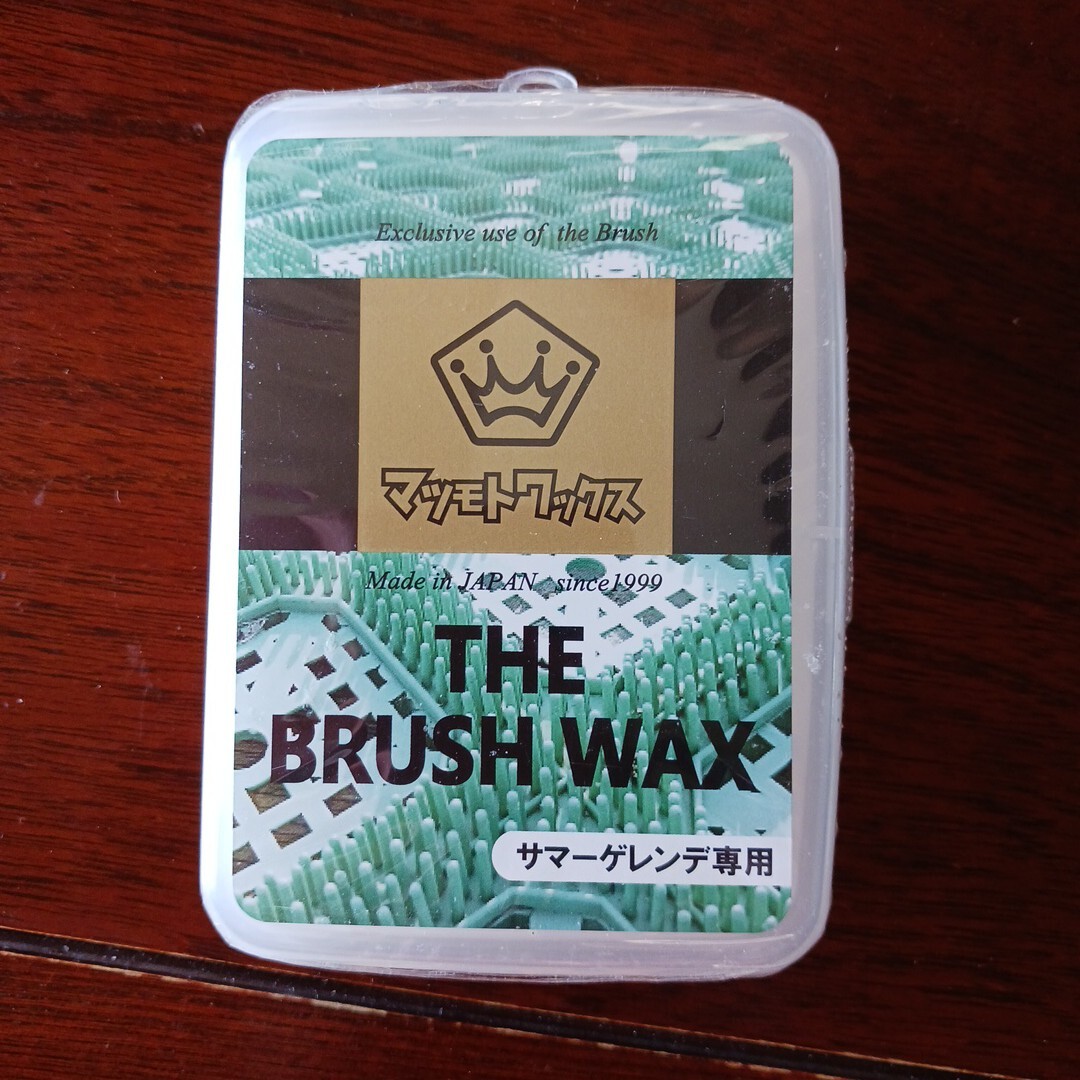 Exclusive use of the Brush
マツモトワックス
Made in JAPAN since1999
THE
BRUSH WAX
サマーゲレンデ専用